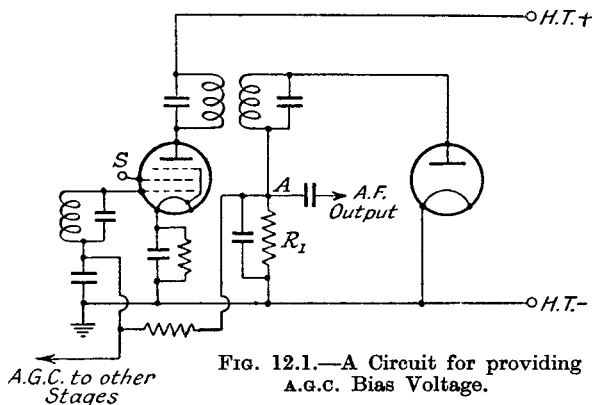 H.T.+
S
A
A.F.
Output
R1
H.T.-
A.G.C. to other
Stages
FIG. 12.1.—A Circuit for providing
A.G.C. Bias Voltage.